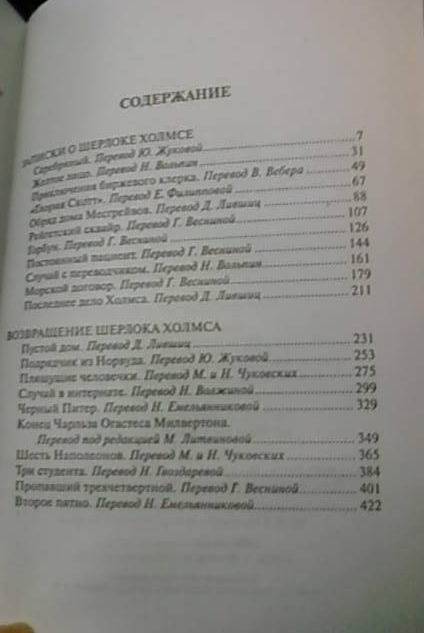 СОДЕРЖАНИЕ
ЗАПИСКИ О ШЕРЛОКЕ ХОЛМСЕ
Серебряный. Перевод Ю. Жуковой 7
Желтое лицо. Перевод Н. Вольпин 31
Приключения биржевого клерка. Перевод В. Вебера 49
«Глория Скотт». Перевод Е. Филипповой 67
Обряд дома Месгрейвов. Перевод Д. Лившиц 88
Рейгетский сквайр. Перевод Г. Весниной 107
Горбун. Перевод Г. Весниной 126
Постоянный пациент. Перевод Г. Весниной 144
Случай с переводчиком. Перевод Н. Вольпин 161
Морской договор. Перевод Г. Весниной 179
Последнее дело Холмса. Перевод Д. Лившиц 211
ВОЗВРАЩЕНИЕ ШЕРЛОКА ХОЛМСА
Пустой дом. Перевод Д. Лившиц 231
Подрядчик из Норвуда. Перевод Ю. Жуковой 253
Пляшущие человечки. Перевод М. и Н. Чуковских 275
Случай в интернате. Перевод Н. Волжиной 299
Черный Питер. Перевод Н. Емельянниковой 329
Конец Чарльза Огастеса Милвертона.
Перевод под редакцией М. Литвиновой 349
Шесть Наполеонов. Перевод М. и Н. Чуковских 365
Три студента. Перевод Н. Гвоздаревой 384
Пропавший трехчетвертной. Перевод Г. Весниной 401
Второе пятно. Перевод Н. Емельянниковой 422